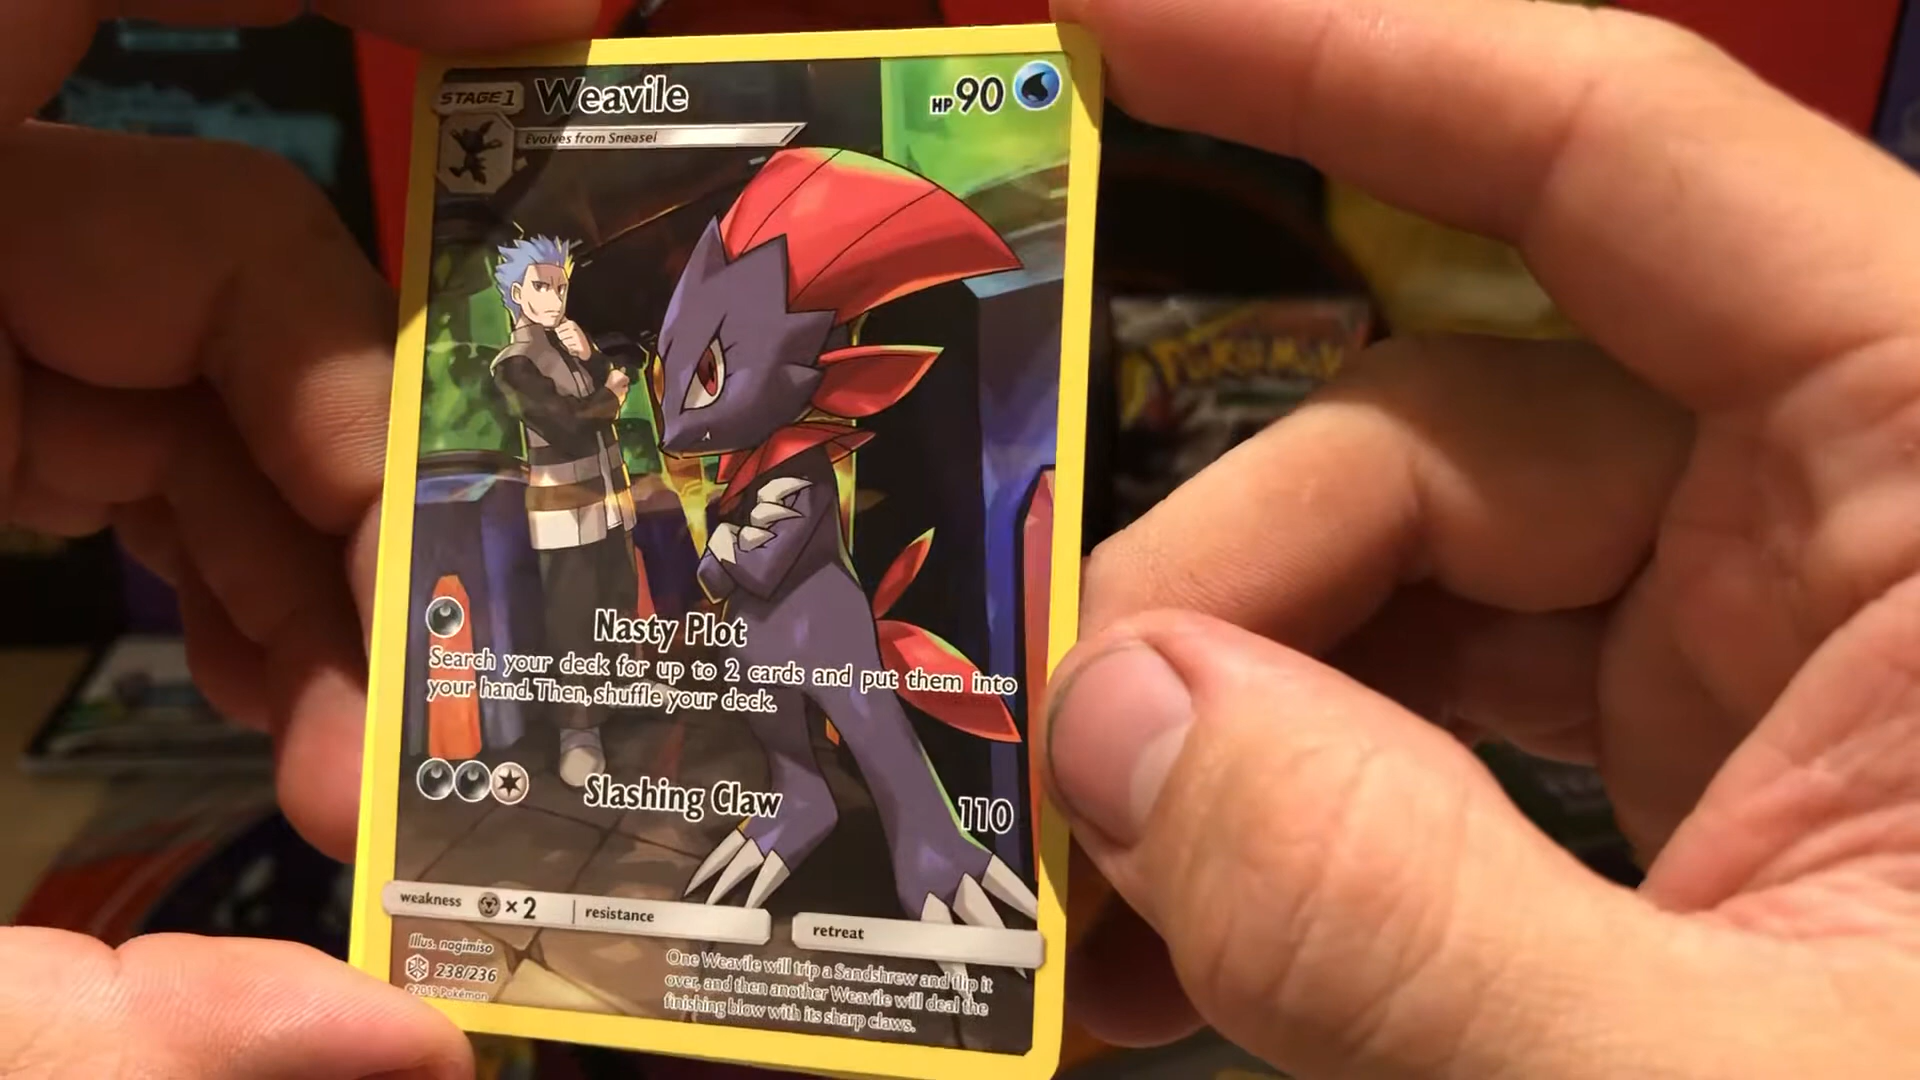 STAGE1 Weavile HP 90
Evolves from Sneasel
Nasty Plot
Search your deck for up to 2 cards and put them into
your hand. Then, shuffle your deck.
Slashing Claw 110
weakness ×2 resistance retreat
Illus. nagimiso
238/236
©2019 Pokémon
One Weavile will trip a Sandshrew and flip it
over, and then another Weavile will deal the
finishing blow with its sharp claws.
POKéMON